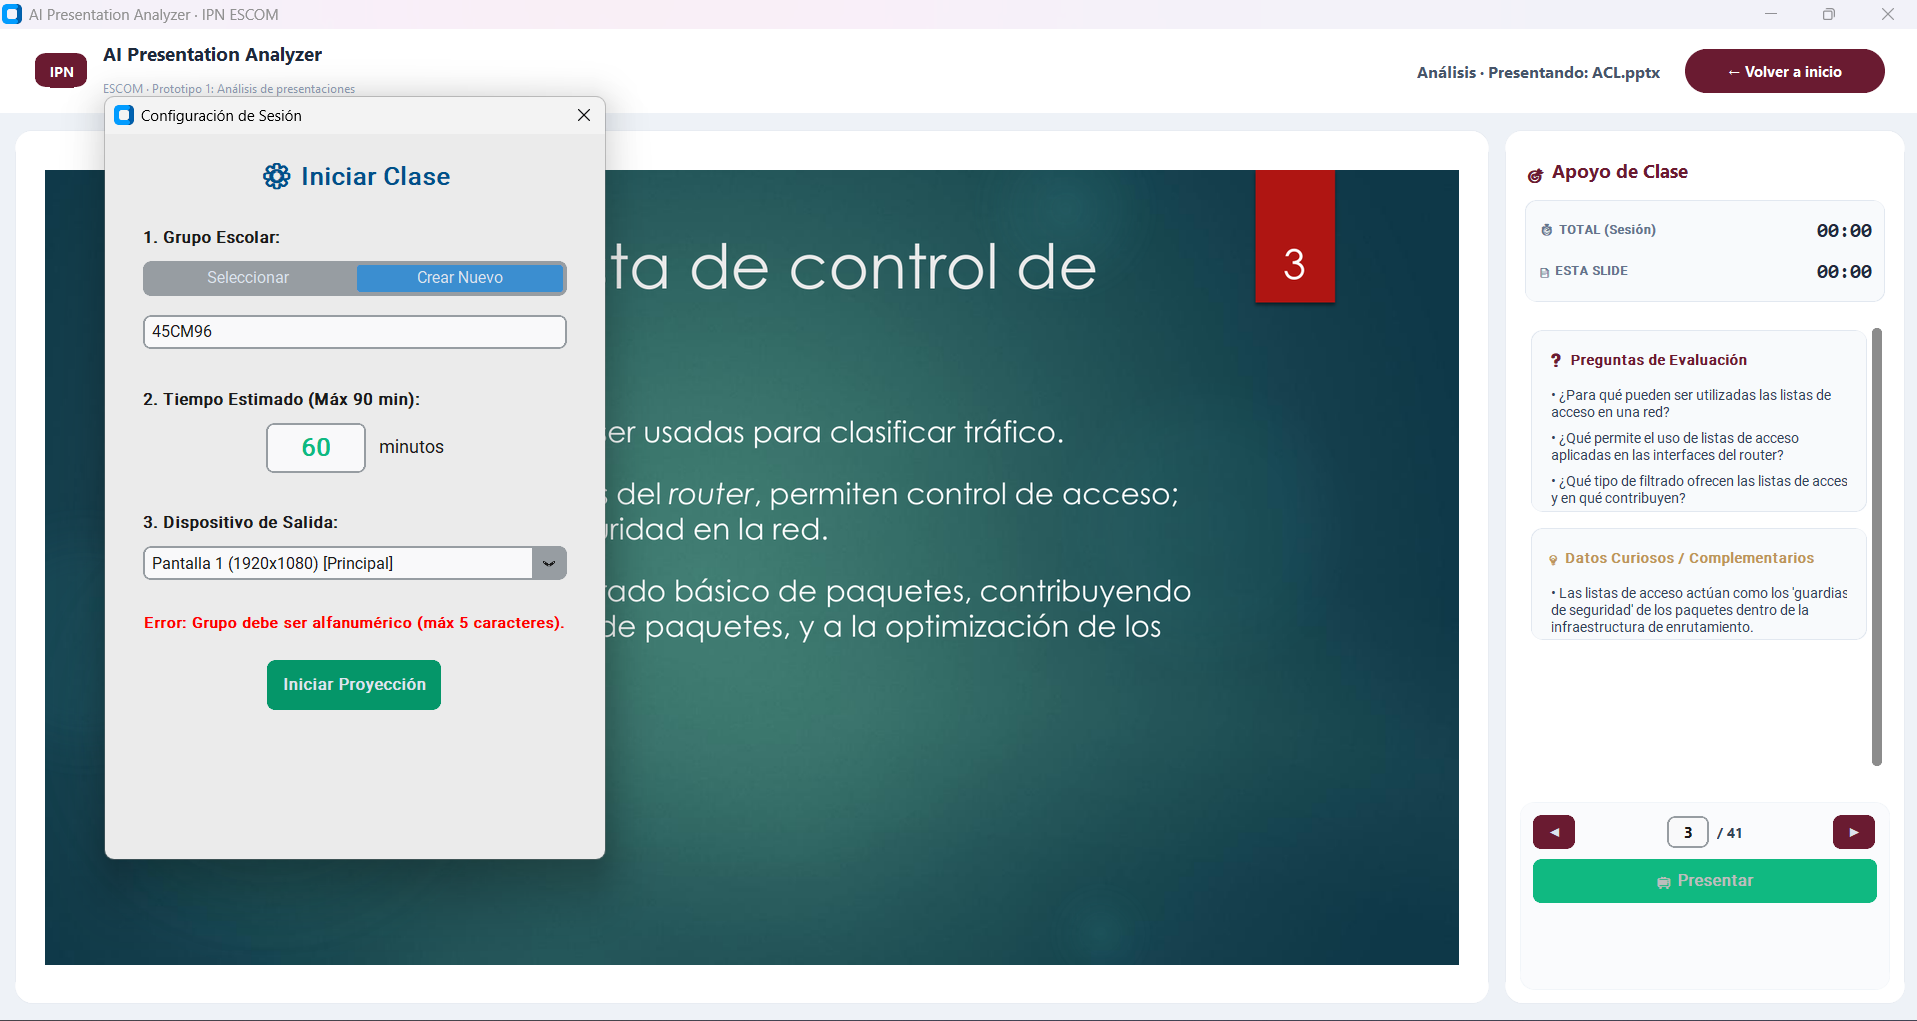 AI Presentation Analyzer · IPN ESCOM
IPN
AI Presentation Analyzer
ESCOM · Prototipo 1: Análisis de presentaciones
Análisis · Presentando: ACL.pptx
← Volver a inicio
Configuración de Sesión
Iniciar Clase
1. Grupo Escolar:
Seleccionar
Crear Nuevo
45CM96
2. Tiempo Estimado (Máx 90 min):
60
minutos
3. Dispositivo de Salida:
Pantalla 1 (1920x1080) [Principal]
Error: Grupo debe ser alfanumérico (máx 5 caracteres).
Iniciar Proyección
ta de control de
3
er usadas para clasificar tráfico.
s del router, permiten control de acceso;
ridad en la red.
ado básico de paquetes, contribuyendo
de paquetes, y a la optimización de los
Apoyo de Clase
TOTAL (Sesión)
00:00
ESTA SLIDE
00:00
? Preguntas de Evaluación
• ¿Para qué pueden ser utilizadas las listas de
acceso en una red?
• ¿Qué permite el uso de listas de acceso
aplicadas en las interfaces del router?
• ¿Qué tipo de filtrado ofrecen las listas de acces
y en qué contribuyen?
Datos Curiosos / Complementarios
• Las listas de acceso actúan como los 'guardias
de seguridad' de los paquetes dentro de la
infraestructura de enrutamiento.
◄
3
/ 41
►
Presentar